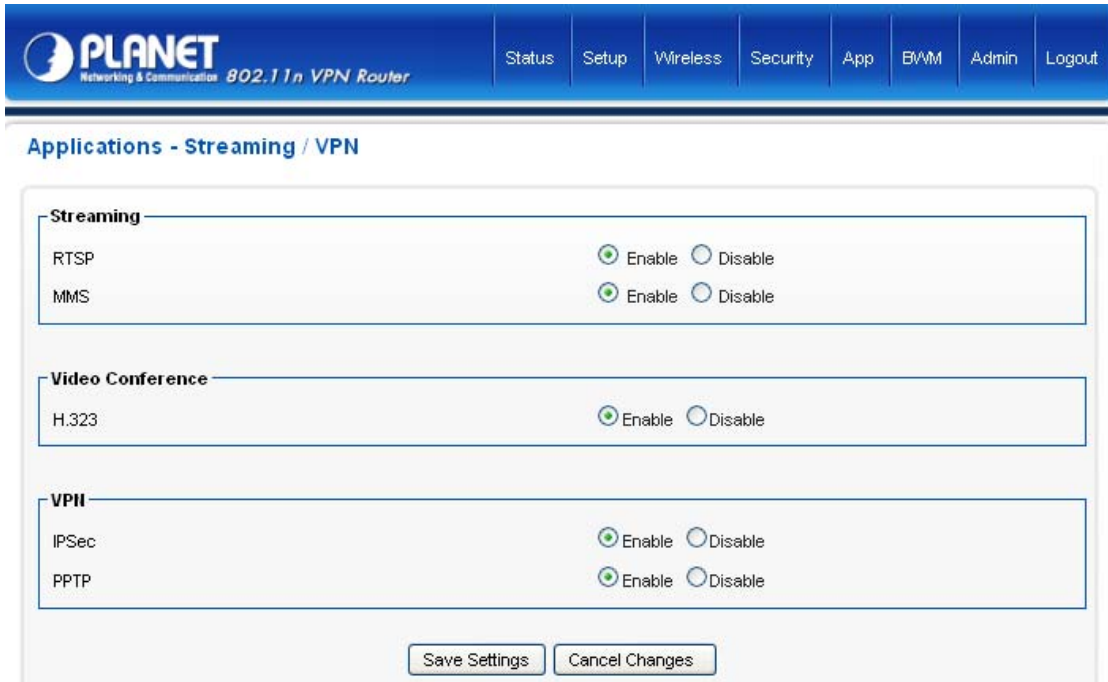 PLANET
Networking & Communication 802.11n VPN Router
Status Setup Wireless Security App BWM Admin Logout
Applications - Streaming / VPN
Streaming
RTSP Enable Disable
MMS Enable Disable
Video Conference
H.323 Enable Disable
VPN
IPSec Enable Disable
PPTP Enable Disable
Save Settings Cancel Changes